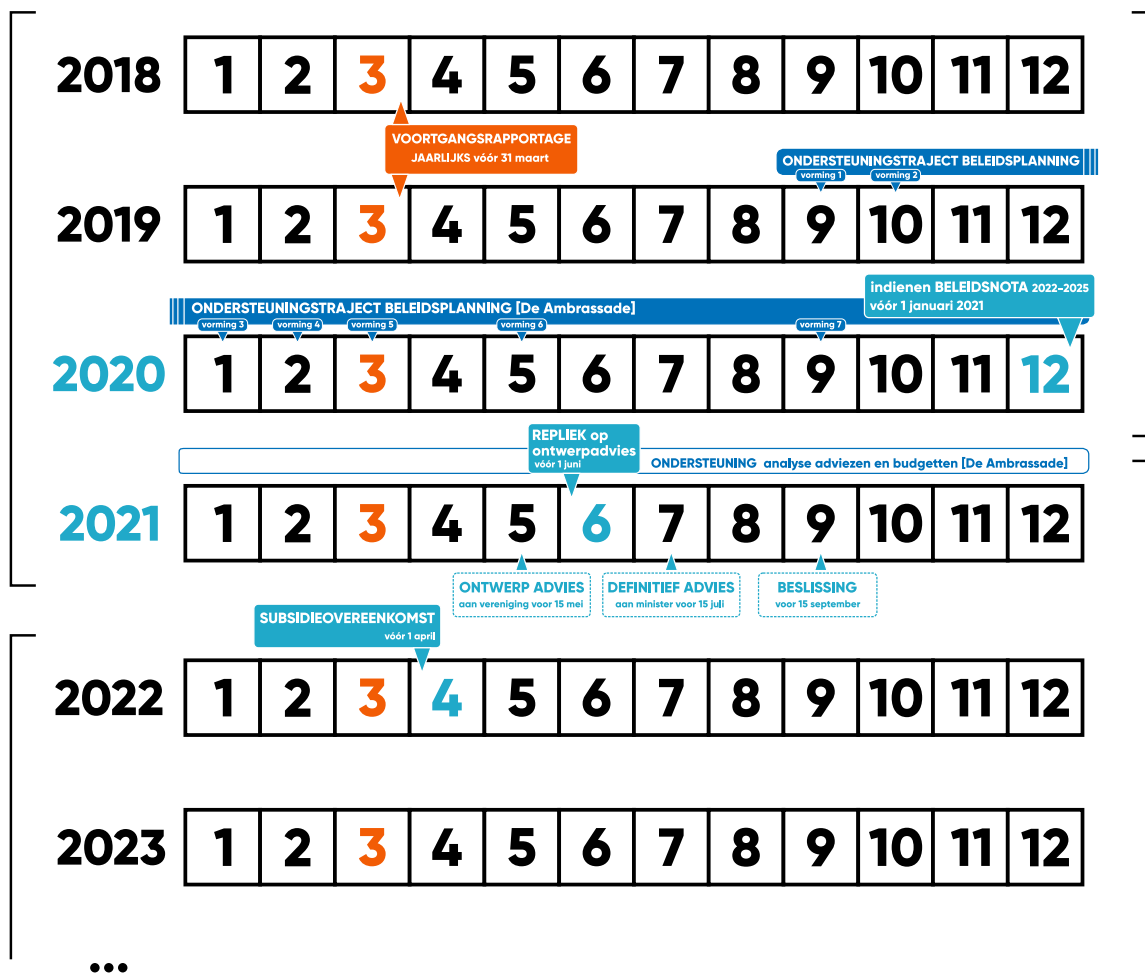 2018 1 2 3 4 5 6 7 8 9 10 11 12
VOORTGANGSRAPPORTAGE
JAARLIJKS vóór 31 maart
ONDERSTEUNINGSTRAJECT BELEIDSPLANNING
vorming 1 vorming 2
2019 1 2 3 4 5 6 7 8 9 10 11 12
indienen BELEIDSNOTA 2022-2025
vóór 1 januari 2021
ONDERSTEUNINGSTRAJECT BELEIDSPLANNING [De Ambrassade]
vorming 3 vorming 4 vorming 5 vorming 6 vorming 7
2020 1 2 3 4 5 6 7 8 9 10 11 12
REPLIEK op
ontwerpadvies
vóór 1 juni
ONDERSTEUNING analyse adviezen en budgetten [De Ambrassade]
2021 1 2 3 4 5 6 7 8 9 10 11 12
ONTWERP ADVIES
aan vereniging voor 15 mei
DEFINITIEF ADVIES
aan minister voor 15 juli
BESLISSING
voor 15 september
SUBSIDIEOVEREENKOMST
vóór 1 april
2022 1 2 3 4 5 6 7 8 9 10 11 12
2023 1 2 3 4 5 6 7 8 9 10 11 12
...